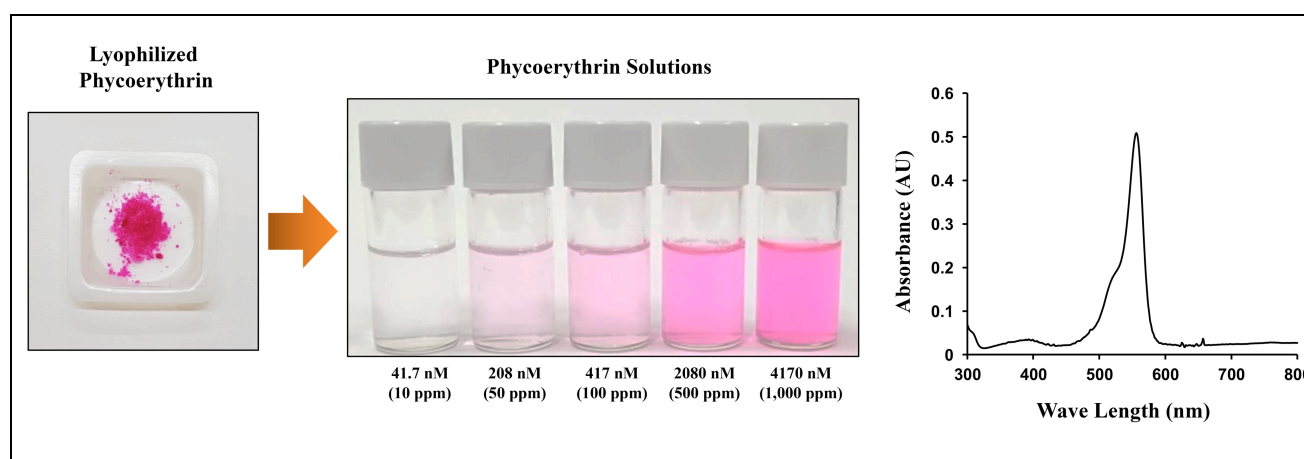 Lyophilized
Phycoerythrin
Phycoerythrin Solutions
41.7 nM
(10 ppm)
208 nM
(50 ppm)
417 nM
(100 ppm)
2080 nM
(500 ppm)
4170 nM
(1,000 ppm)
Absorbance (AU)
0.6
0.5
0.4
0.3
0.2
0.1
0
300
400
500
600
700
800
Wave Length (nm)